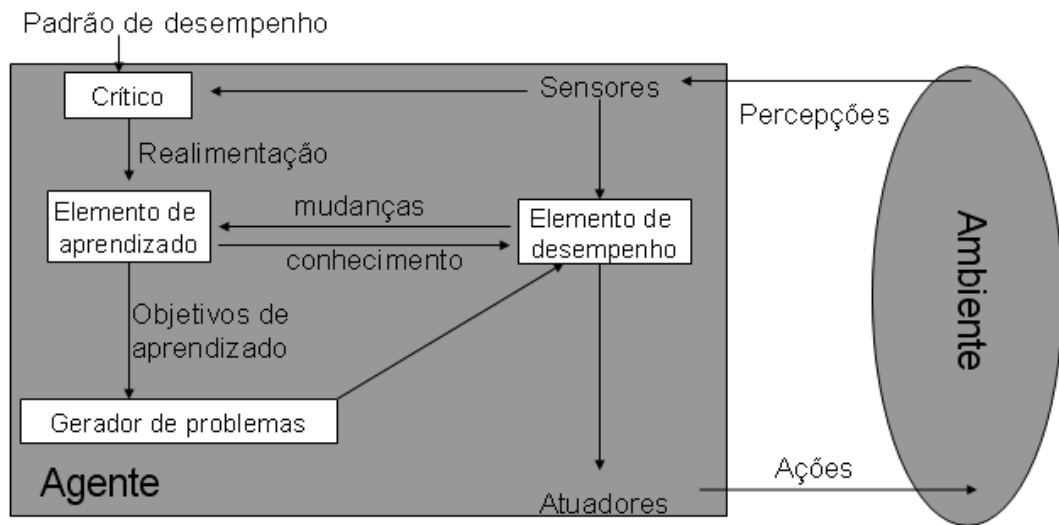 Padrão de desempenho
Crítico
Sensores
Percepções
Realimentação
Elemento de
aprendizado
mudanças
conhecimento
Elemento de
desempenho
Ambiente
Objetivos de
aprendizado
Gerador de problemas
Agente
Atuadores
Ações